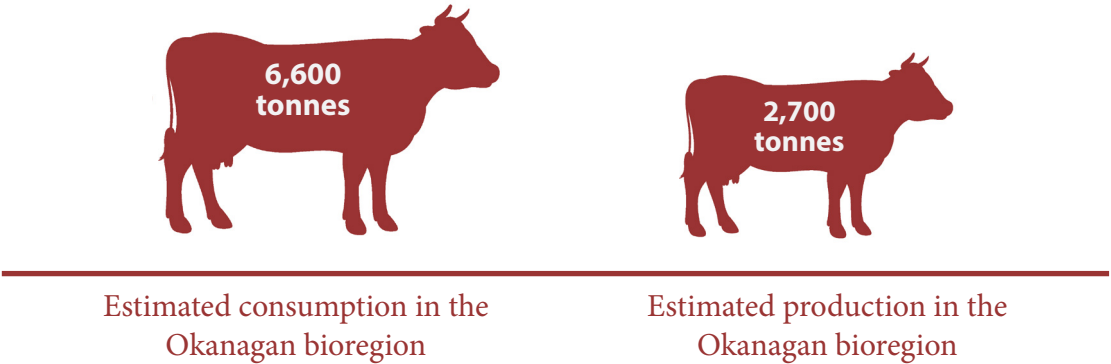 6,600
tonnes
2,700
tonnes
Estimated consumption in the
Okanagan bioregion
Estimated production in the
Okanagan bioregion